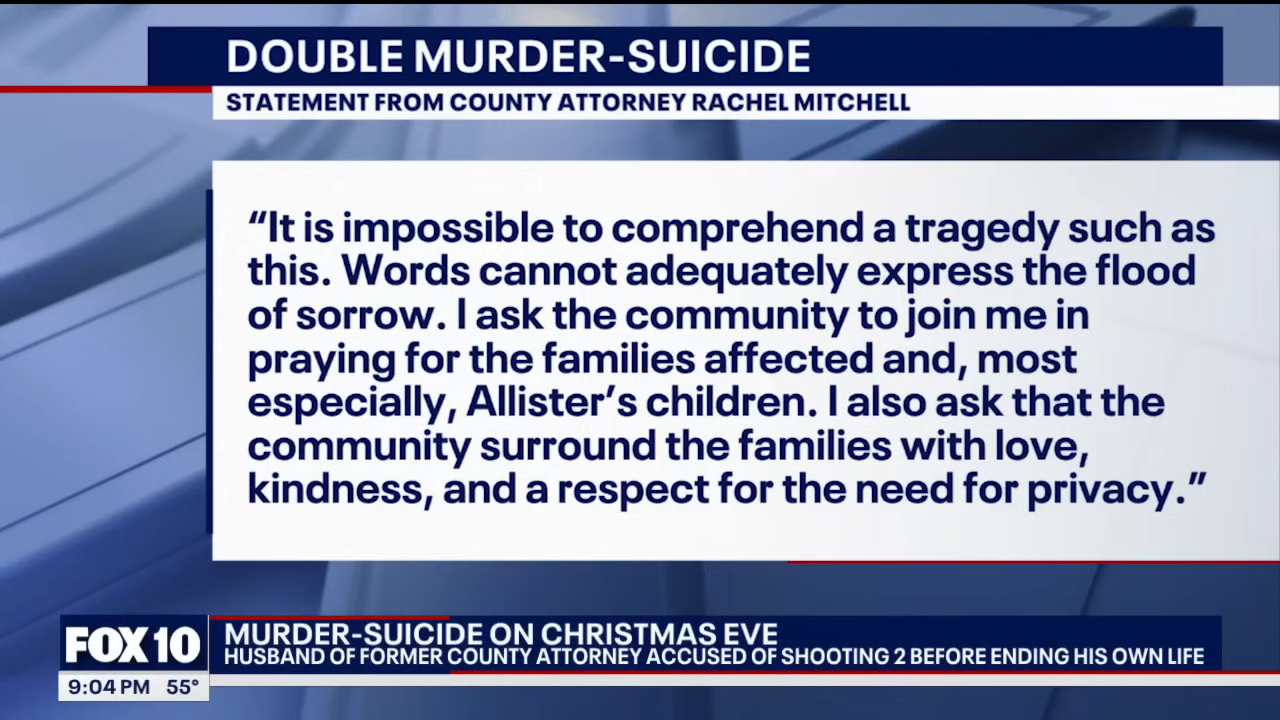 DOUBLE MURDER-SUICIDE
STATEMENT FROM COUNTY ATTORNEY RACHEL MITCHELL
“It is impossible to comprehend a tragedy such as
this. Words cannot adequately express the flood
of sorrow. I ask the community to join me in
praying for the families affected and, most
especially, Allister’s children. I also ask that the
community surround the families with love,
kindness, and a respect for the need for privacy.”
FOX 10
MURDER-SUICIDE ON CHRISTMAS EVE
HUSBAND OF FORMER COUNTY ATTORNEY ACCUSED OF SHOOTING 2 BEFORE ENDING HIS OWN LIFE
9:04 PM 55°